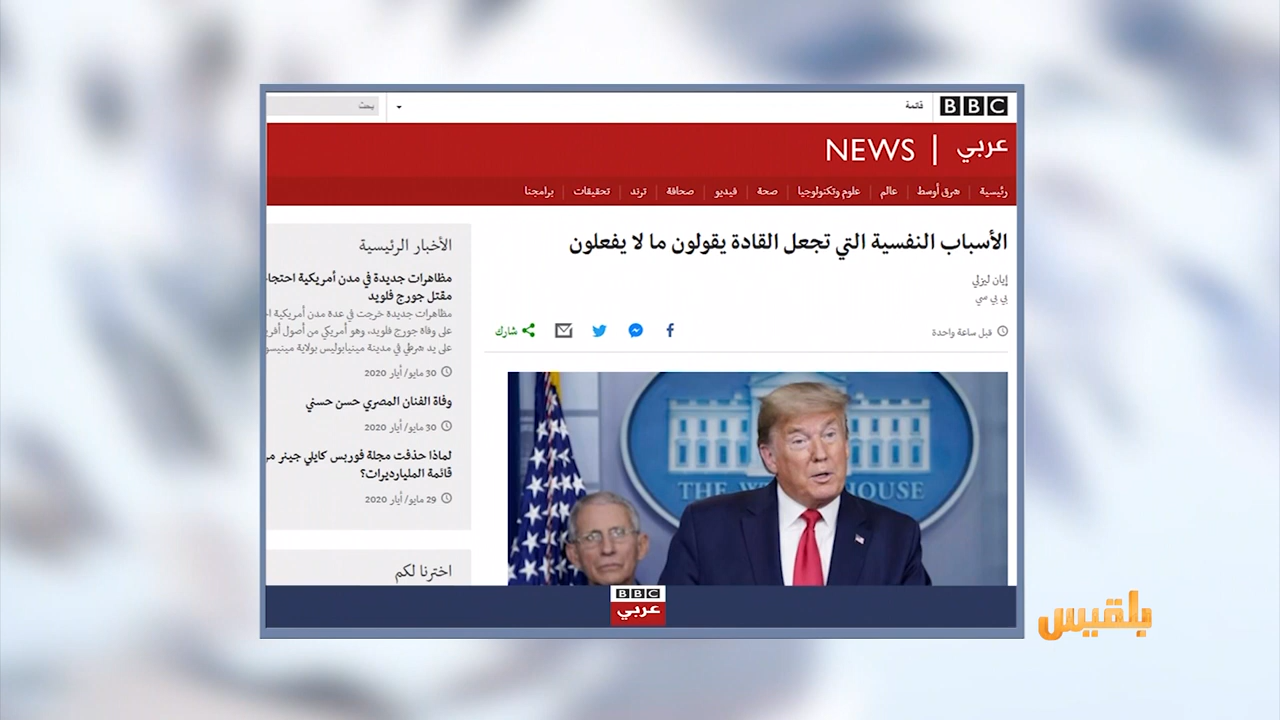 BBC
قائمة
بحث
عربي | NEWS
رئيسية | شرق أوسط | عالم | علوم وتكنولوجيا | صحة | فيديو | صحافة | ترند | تحقيقات | برامجنا
الأسباب النفسية التي تجعل القادة يقولون ما لا يفعلون
إيان ليزلي
بي بي سي
قبل ساعة واحدة
شارك
THE W HOUSE
الأخبار الرئيسية
مظاهرات جديدة في مدن أمريكية احتجا
مقتل جورج فلويد
مظاهرات جديدة خرجت في عدة مدن أمريكية
على وفاة جورج فلويد، وهو أمريكي من أصول أفر
على يد شرطي في مدينة مينيابوليس بولاية مينيسو
30 مايو/ أيار 2020
وفاة الفنان المصري حسن حسني
30 مايو/ أيار 2020
لماذا حذفت مجلة فوربس كايلي جينر مر
قائمة المليارديرات؟
29 مايو/ أيار 2020
اخترنا لكم
BBC
عربي
بلقيس